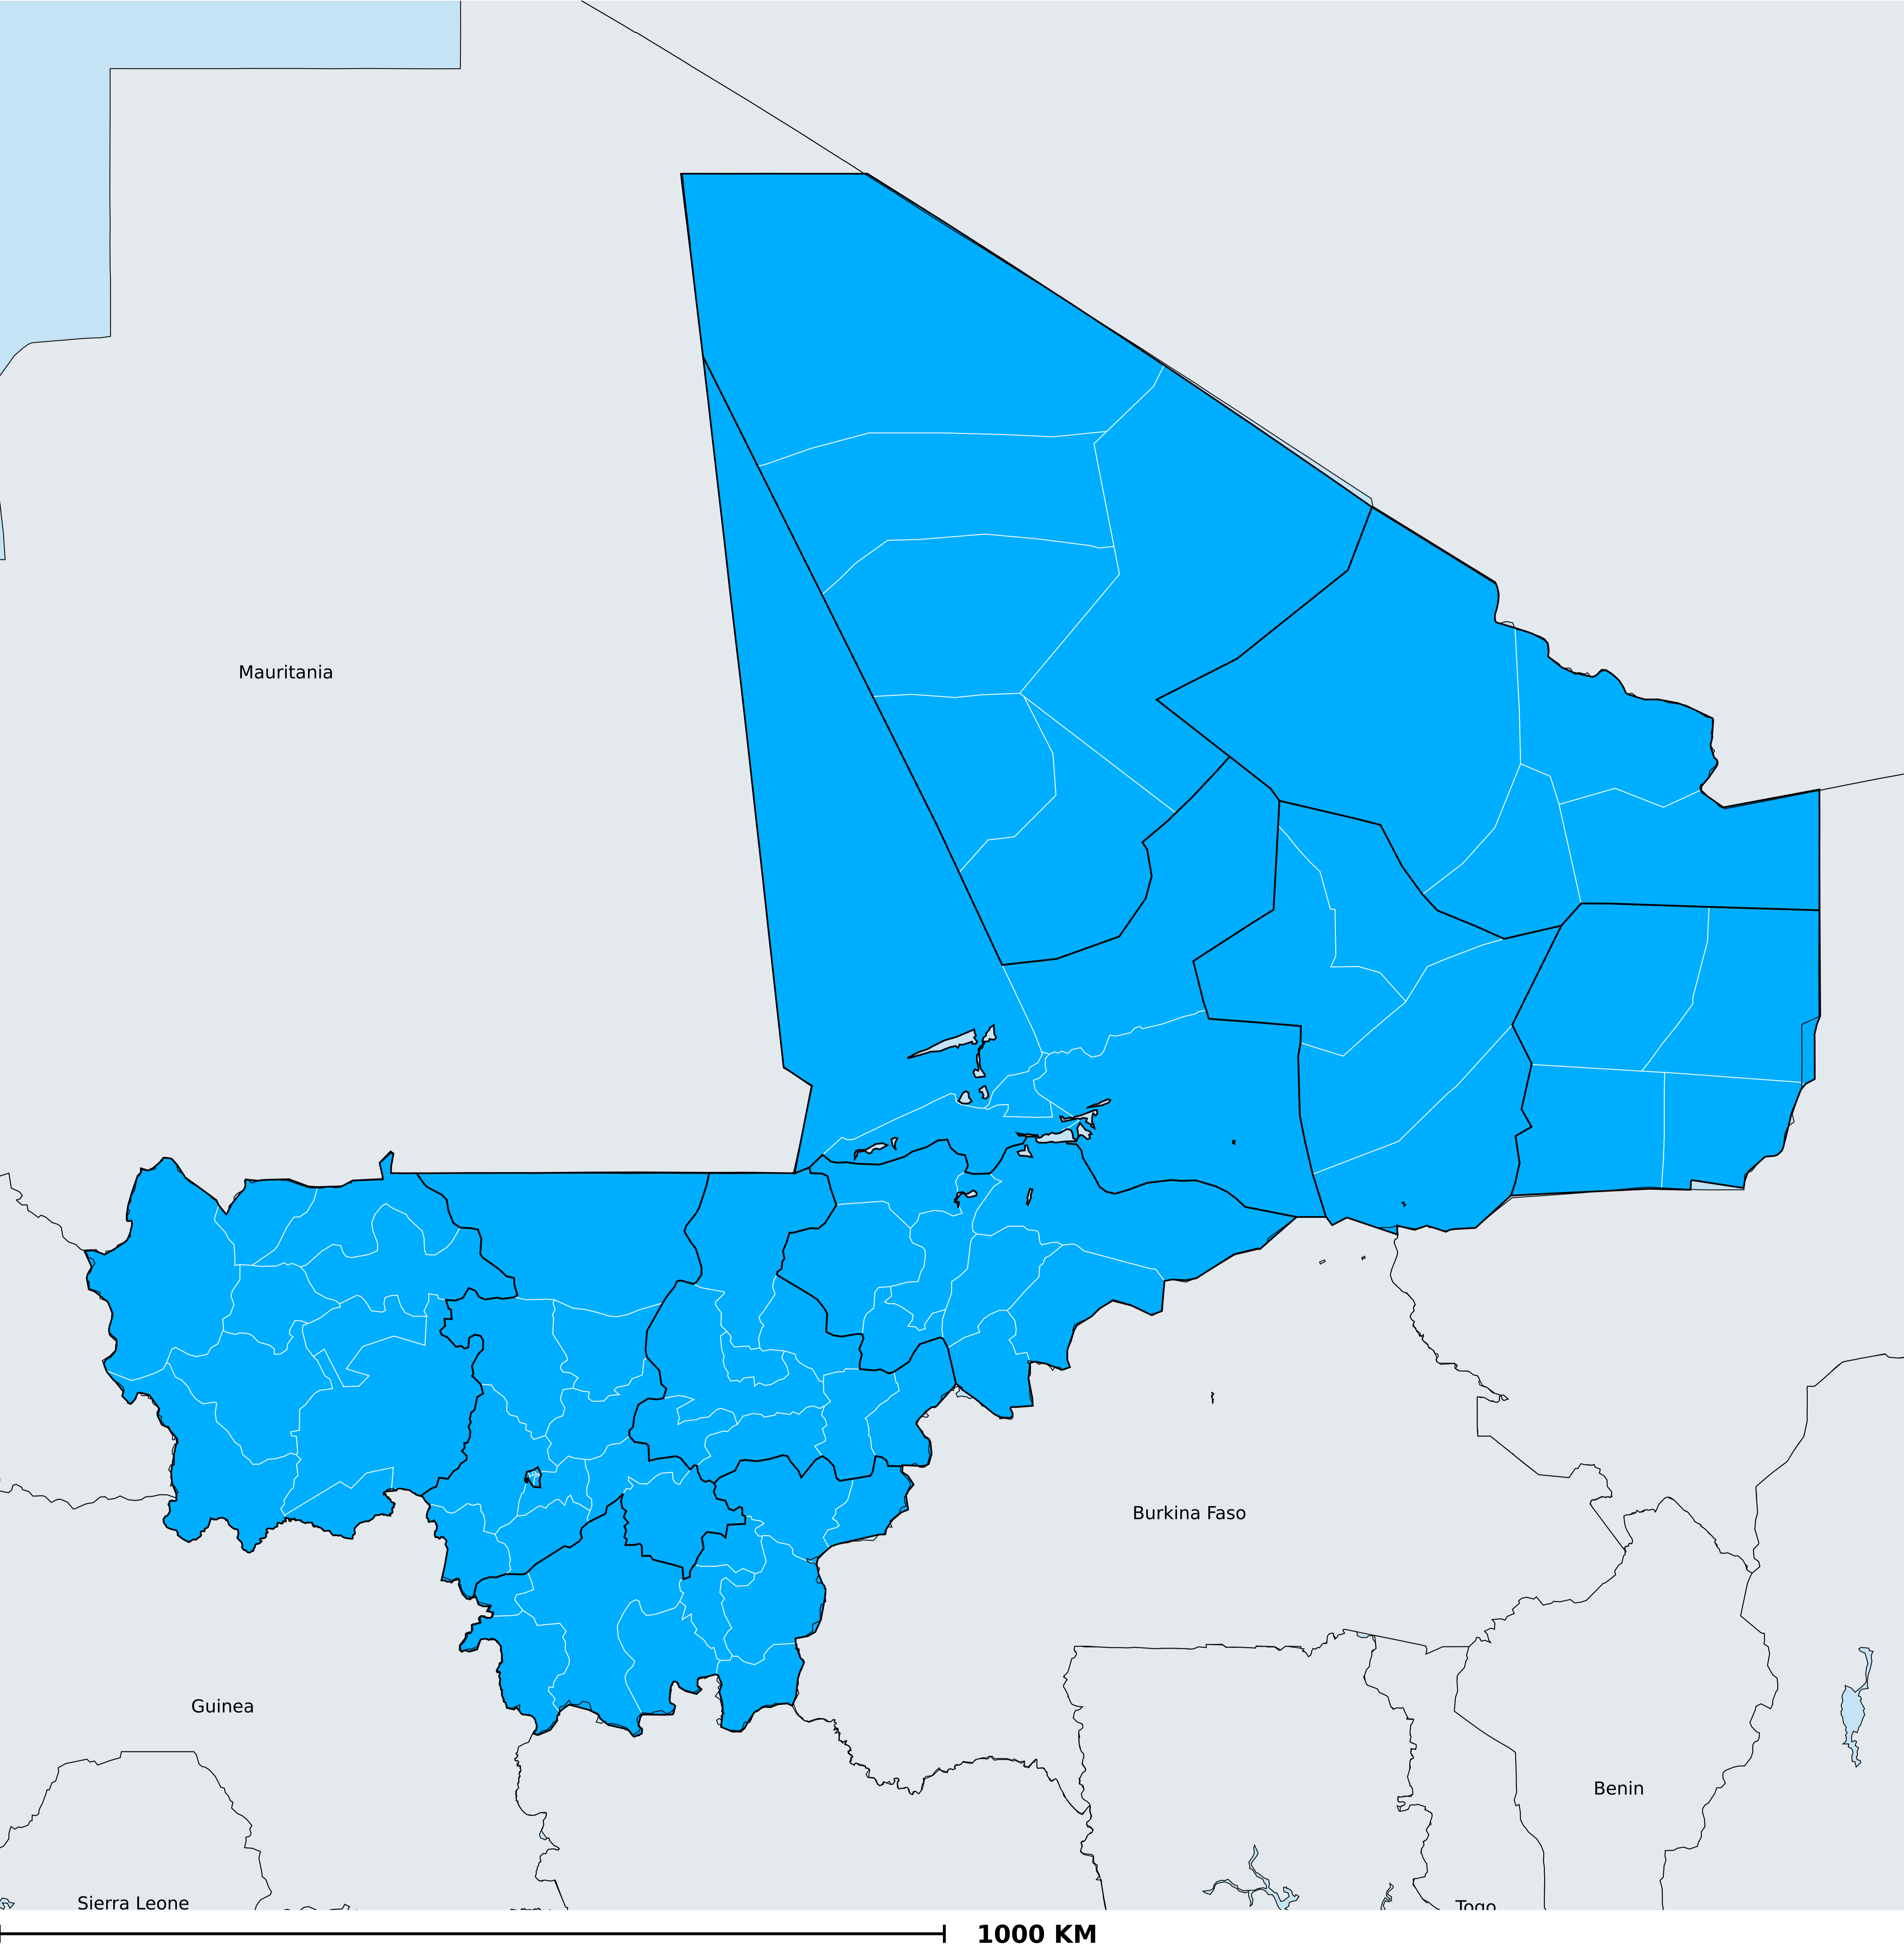 Mauritania
Burkina Faso
Guinea
Benin
Sierra Leone
Togo
1000 KM